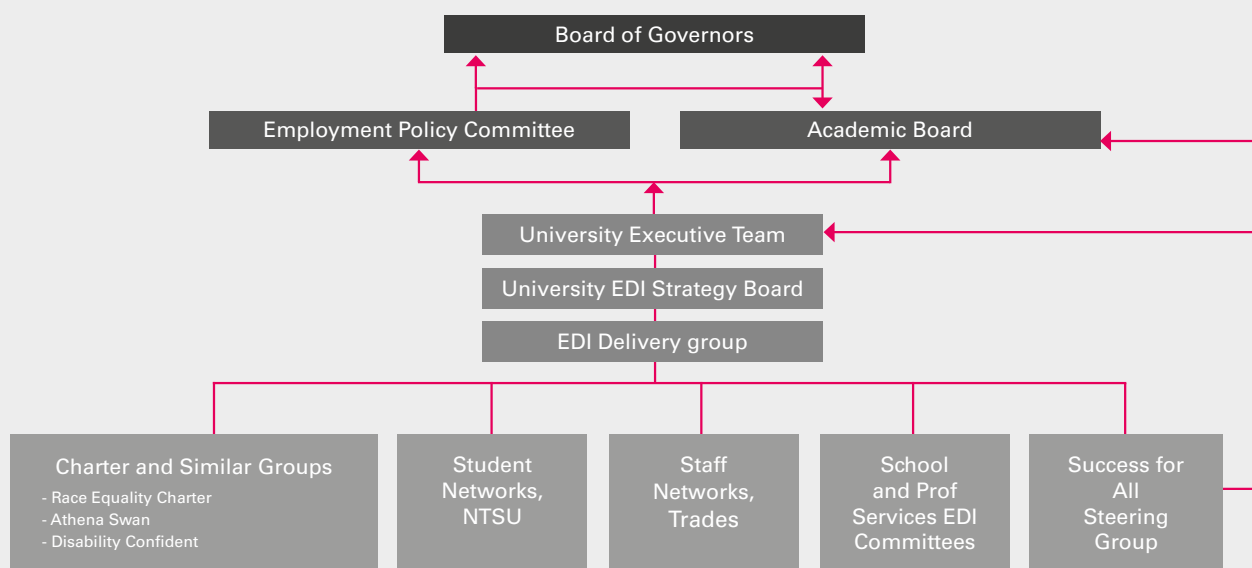 Board of Governors
Employment Policy Committee
Academic Board
University Executive Team
University EDI Strategy Board
EDI Delivery group
Charter and Similar Groups
- Race Equality Charter
- Athena Swan
- Disability Confident
Student
Networks,
NTSU
Staff
Networks,
Trades
School
and Prof
Services EDI
Committees
Success for
All
Steering
Group